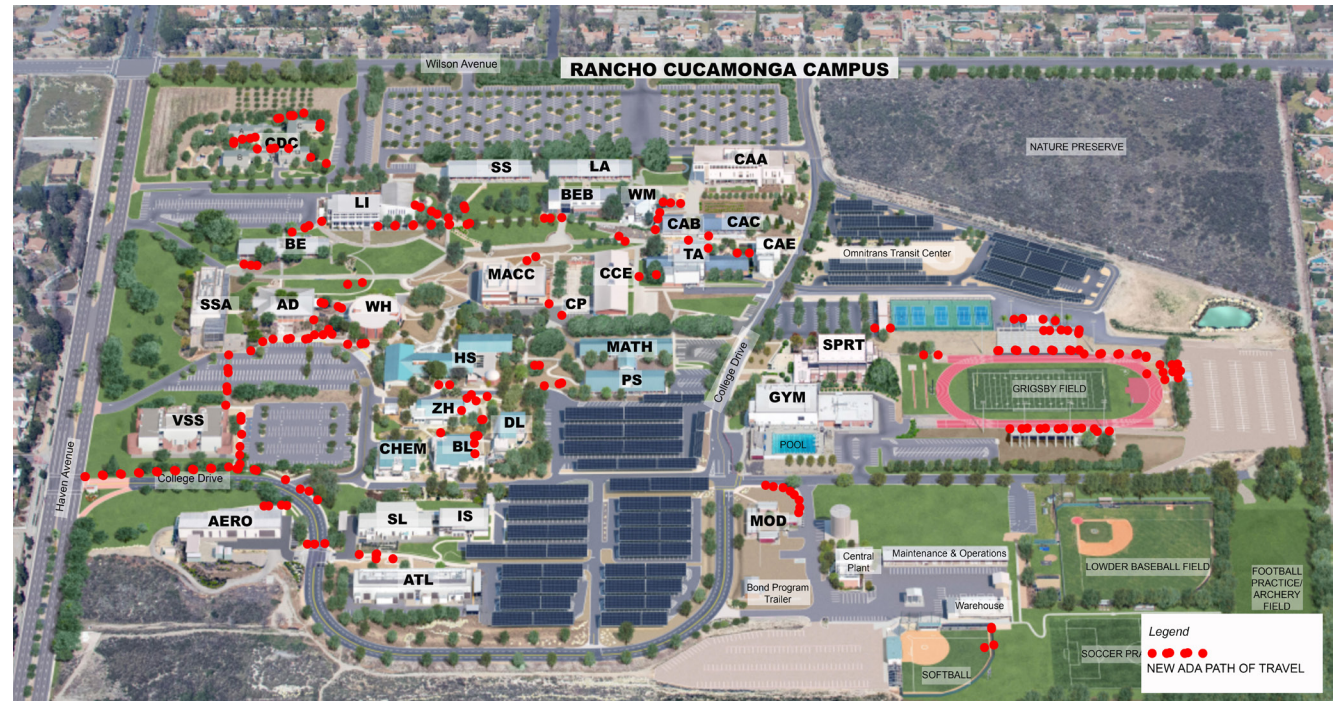 Wilson Avenue
RANCHO CUCAMONGA CAMPUS
CDC
NATURE PRESERVE
SS
LA
CAA
LI
BEB
WM
CAB
CAC
BE
TA
CAE
Omnitrans Transit Center
MACC
CCE
SSA
AD
WH
CP
HS
MATH
SPRT
College Drive
PS
GRIGSBY FIELD
GYM
ZH
VSS
DL
CHEM
BL
POOL
Haven Avenue
College Drive
AERO
SL
IS
MOD
ATL
Central
Plant
Maintenance & Operations
LOWDER BASEBALL FIELD
FOOTBALL
PRACTICE/
ARCHERY
FIELD
Bond Program
Trailer
Warehouse
SOFTBALL
SOCCER PRA
Legend
NEW ADA PATH OF TRAVEL